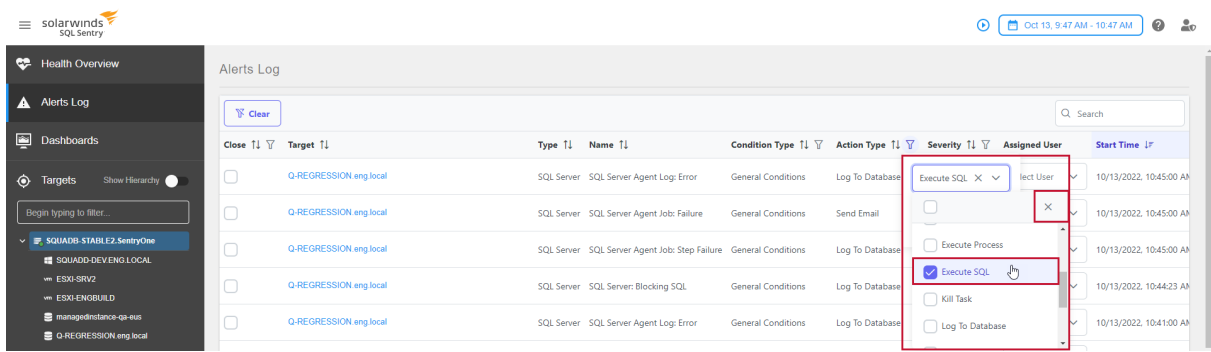 solarwinds
SQL Sentry
Oct 13, 9:47 AM - 10:47 AM
Health Overview
Alerts Log
Dashboards
Targets Show Hierarchy
Begin typing to filter...
SQUADB-STABLE2.SentryOne
SQUADD-DEV.ENG.LOCAL
vm ESXI-SRV2
vm ESXI-ENGBUILD
managedinstance-qa-eus
Q-REGRESSION.eng.local
Alerts Log
Clear
Search
Close Target Type Name Condition Type Action Type Severity Assigned User Start Time
Q-REGRESSION.eng.local SQL Server SQL Server Agent Log: Error General Conditions Log To Database lect User 10/13/2022, 10:45:00 AM
Q-REGRESSION.eng.local SQL Server SQL Server Agent Job: Failure General Conditions Send Email 10/13/2022, 10:45:00 AM
Q-REGRESSION.eng.local SQL Server SQL Server Agent Job: Step Failure General Conditions Log To Database 10/13/2022, 10:45:00 AM
Q-REGRESSION.eng.local SQL Server SQL Server: Blocking SQL General Conditions Log To Database 10/13/2022, 10:44:23 AM
Q-REGRESSION.eng.local SQL Server SQL Server Agent Log: Error General Conditions Log To Database 10/13/2022, 10:41:00 AM
Execute SQL
Execute Process
Execute SQL
Kill Task
Log To Database